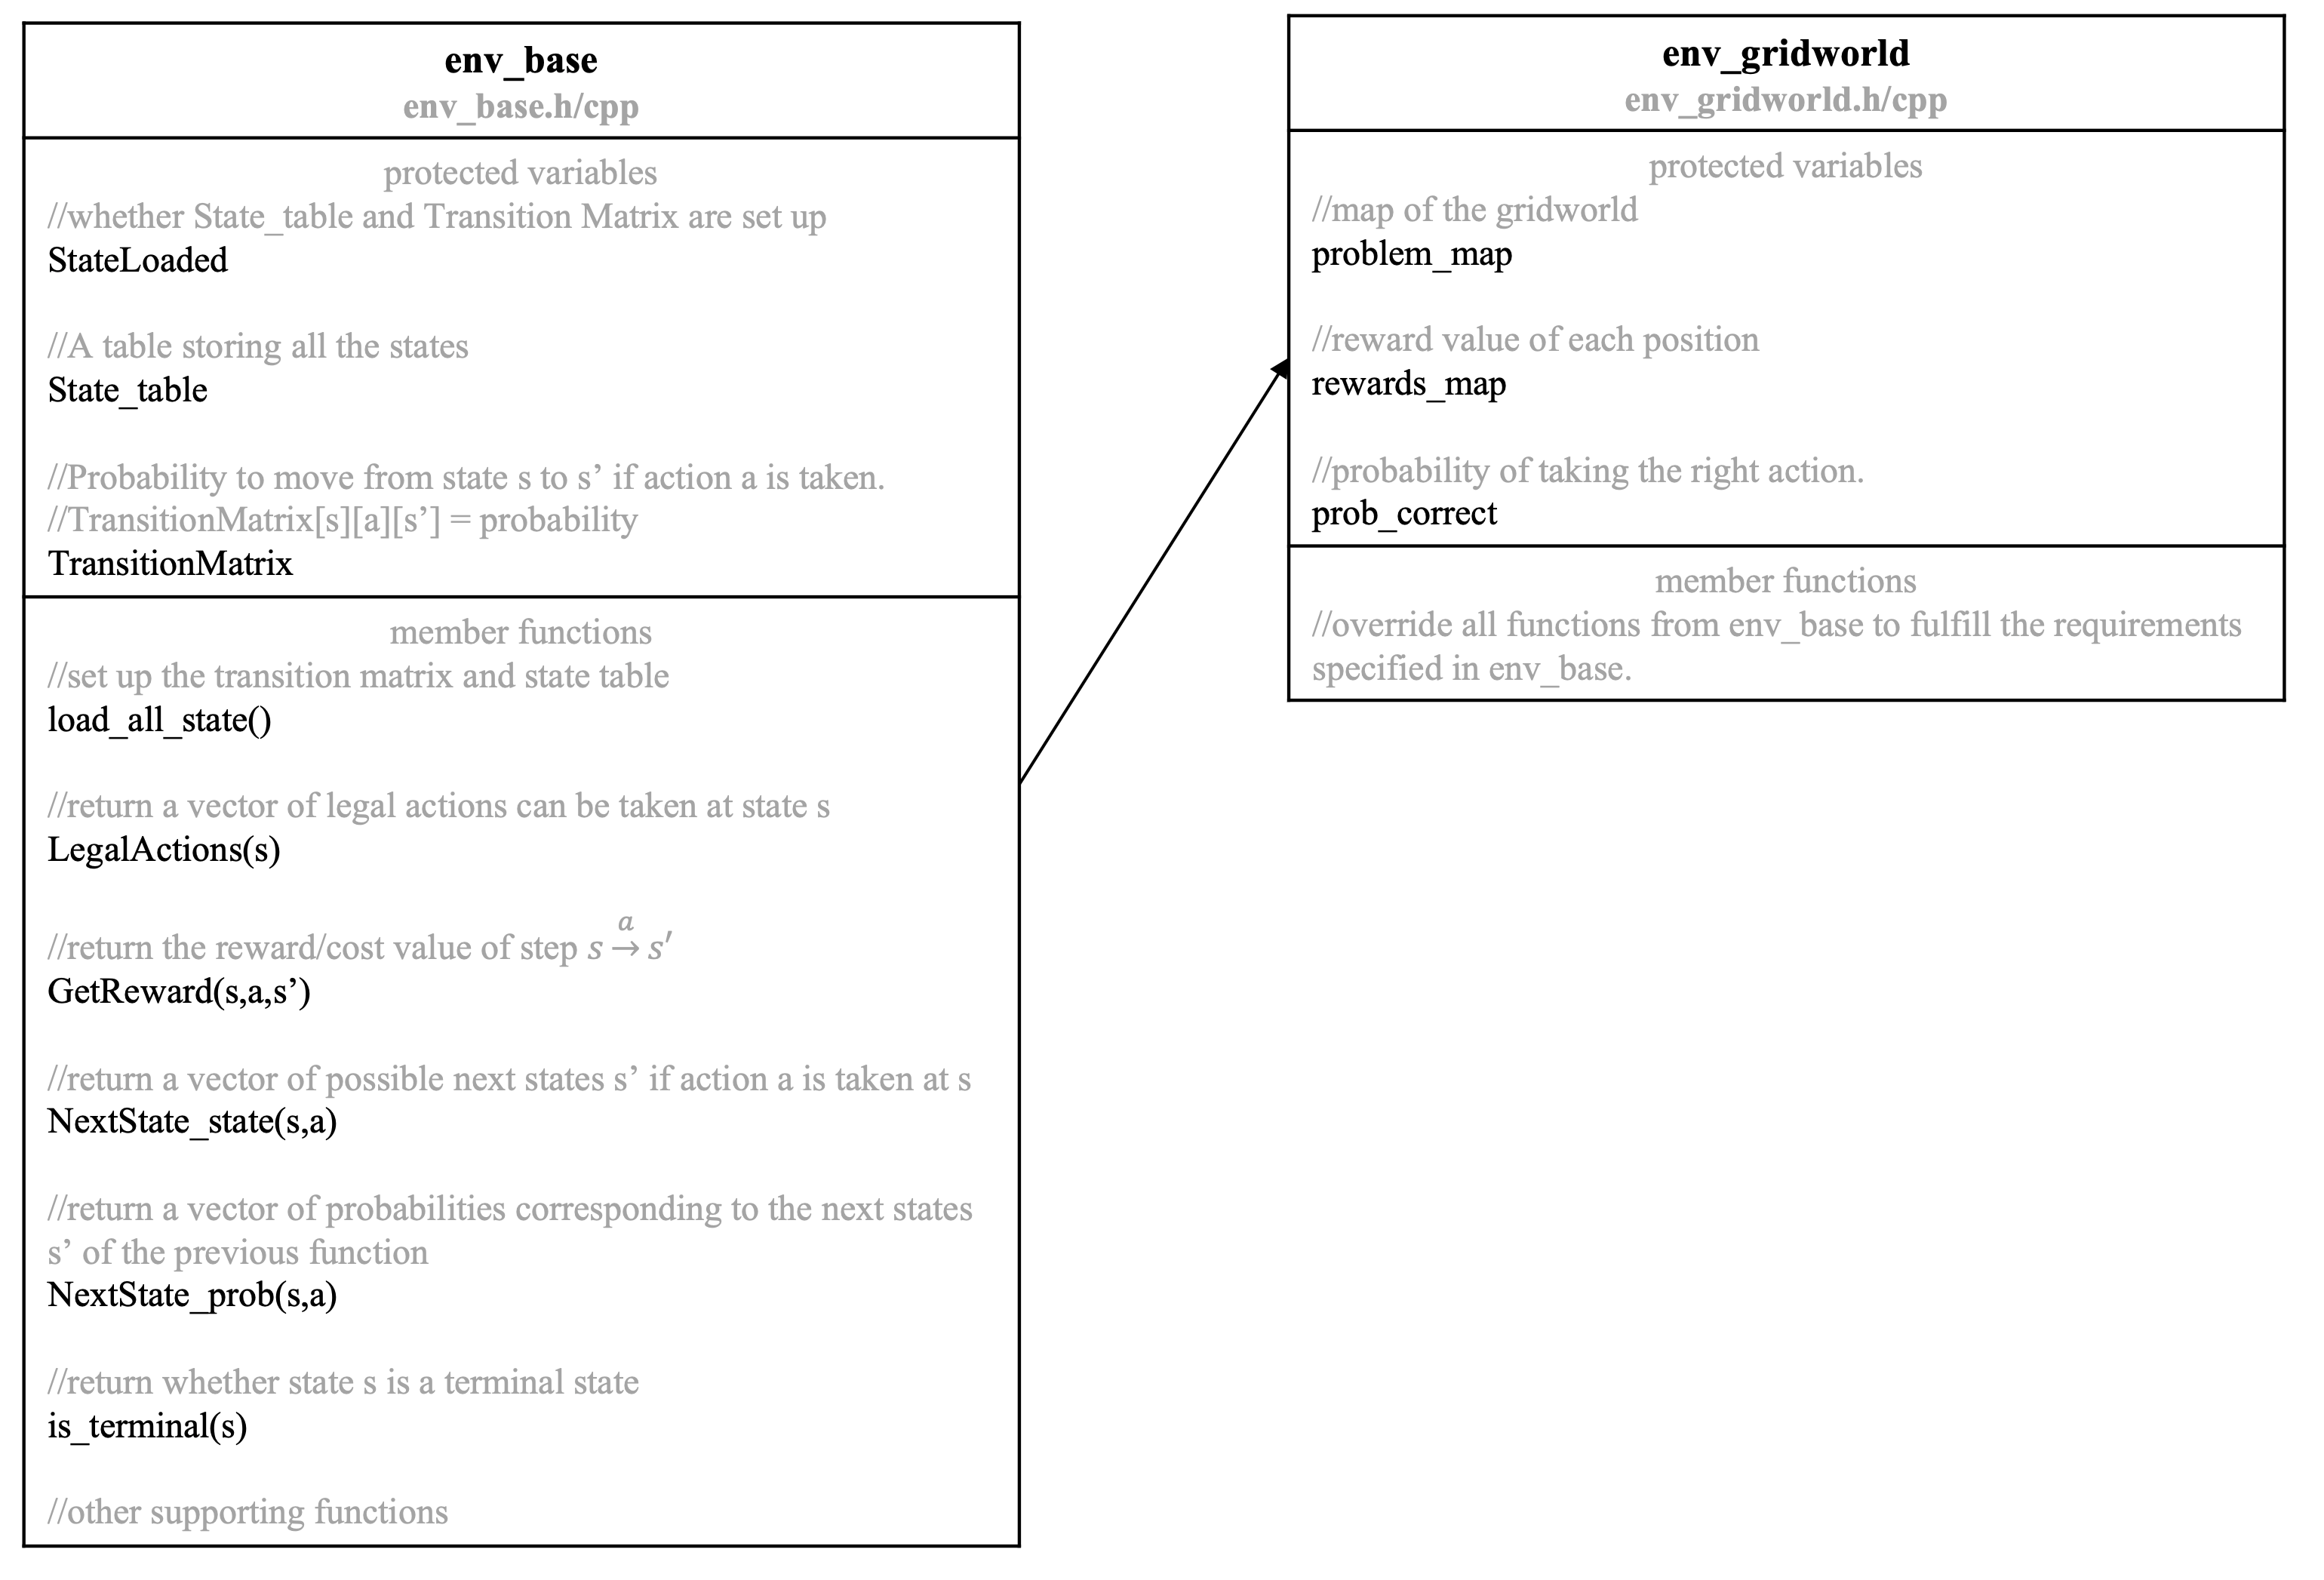 env_base
env_base.h/cpp
protected variables
//whether State_table and Transition Matrix are set up
StateLoaded
//A table storing all the states
State_table
//Probability to move from state s to s’ if action a is taken.
//TransitionMatrix[s][a][s’] = probability
TransitionMatrix
member functions
//set up the transition matrix and state table
load_all_state()
//return a vector of legal actions can be taken at state s
LegalActions(s)
//return the reward/cost value of step s a→ s′
GetReward(s,a,s’)
//return a vector of possible next states s’ if action a is taken at s
NextState_state(s,a)
//return a vector of probabilities corresponding to the next states
s’ of the previous function
NextState_prob(s,a)
//return whether state s is a terminal state
is_terminal(s)
//other supporting functions
env_gridworld
env_gridworld.h/cpp
protected variables
//map of the gridworld
problem_map
//reward value of each position
rewards_map
//probability of taking the right action.
prob_correct
member functions
//override all functions from env_base to fulfill the requirements
specified in env_base.